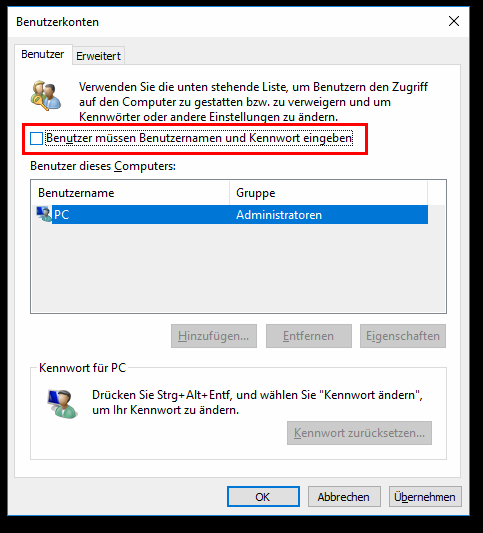 Benutzerkonten
Benutzer Erweitert
Verwenden Sie die unten stehende Liste, um Benutzern den Zugriff
auf den Computer zu gestatten bzw. zu verweigern und um
Kennwörter oder andere Einstellungen zu ändern.
Benutzer müssen Benutzernamen und Kennwort eingeben
Benutzer dieses Computers:
Benutzername Gruppe
PC Administratoren
Hinzufügen... Entfernen Eigenschaften
Kennwort für PC
Drücken Sie Strg+Alt+Entf, und wählen Sie "Kennwort ändern",
um Ihr Kennwort zu ändern.
Kennwort zurücksetzen...
OK Abbrechen Übernehmen